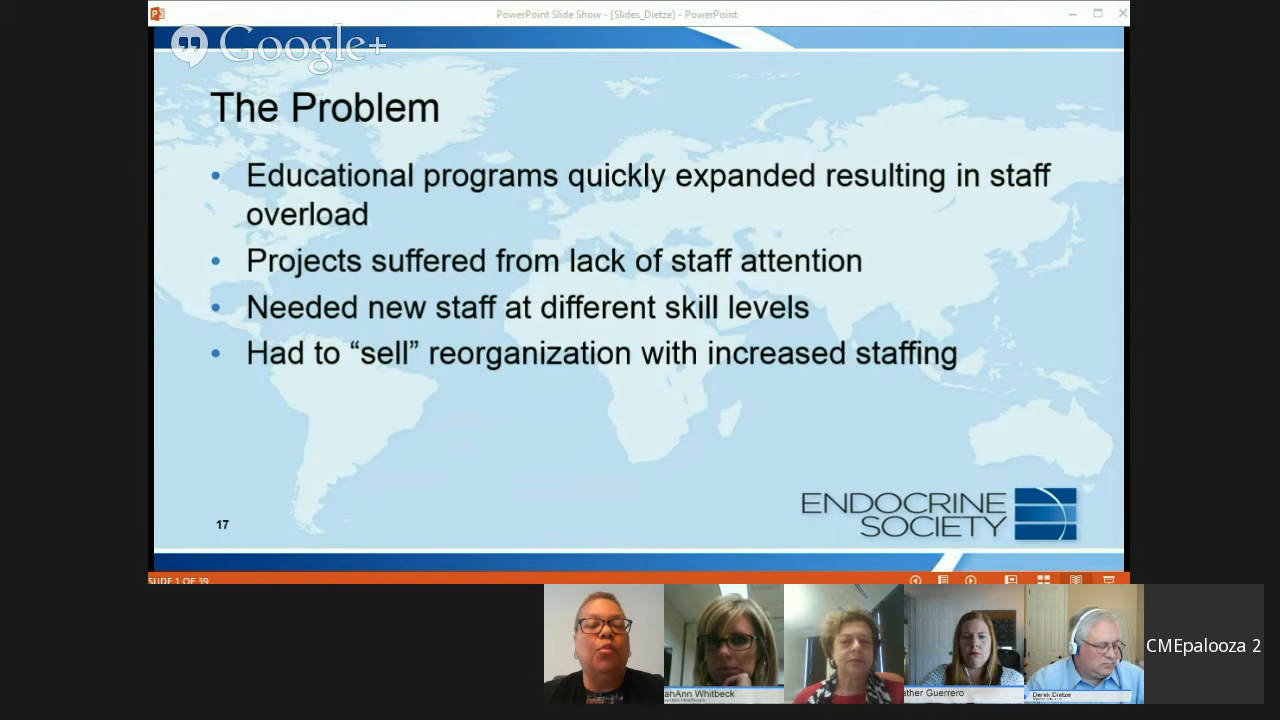 PowerPoint Slide Show - [Slides_Dietze] - PowerPoint
Google+
The Problem
• Educational programs quickly expanded resulting in staff
overload
• Projects suffered from lack of staff attention
• Needed new staff at different skill levels
• Had to “sell” reorganization with increased staffing
17
ENDOCRINE
SOCIETY
SLIDE 1 OF 39
ahAnn Whitbeck
ather Guerrero
Derek Dietze
CMEpalooza 2